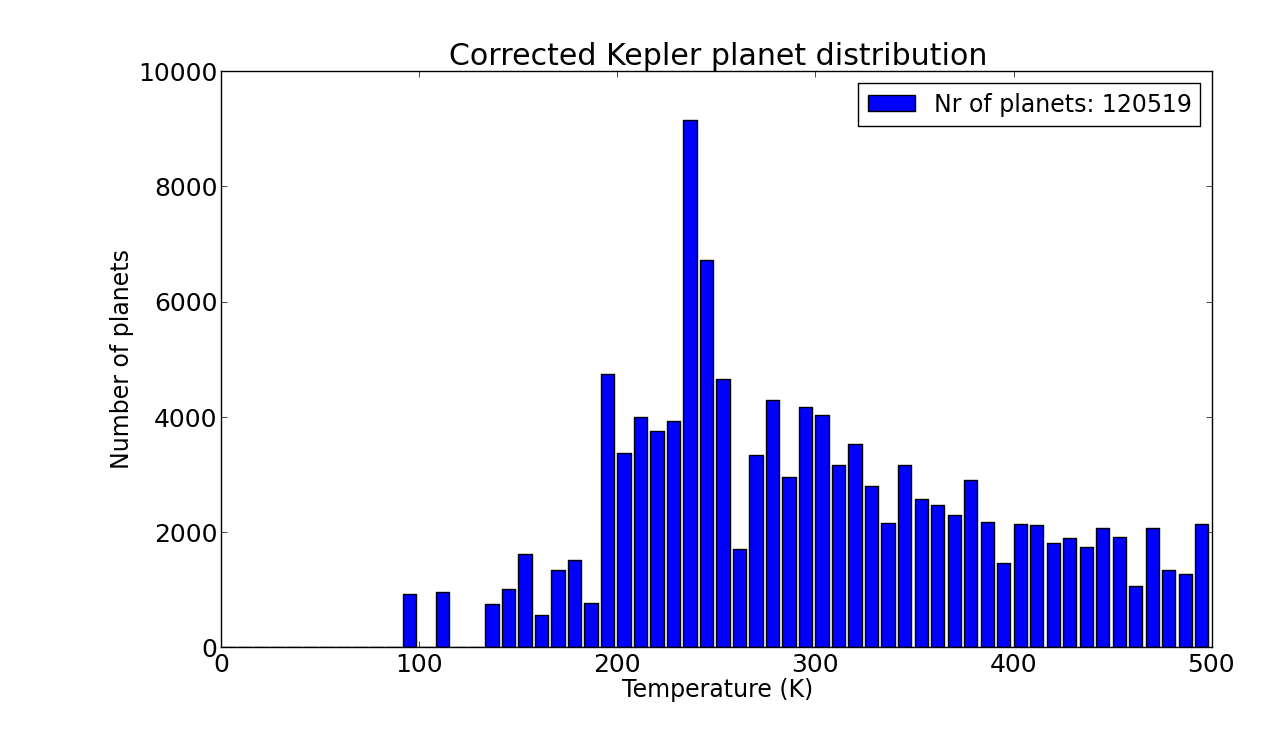 Corrected Kepler planet distribution
Nr of planets: 120519
Number of planets
10000
8000
6000
4000
2000
0
0 100 200 300 400 500
Temperature (K)